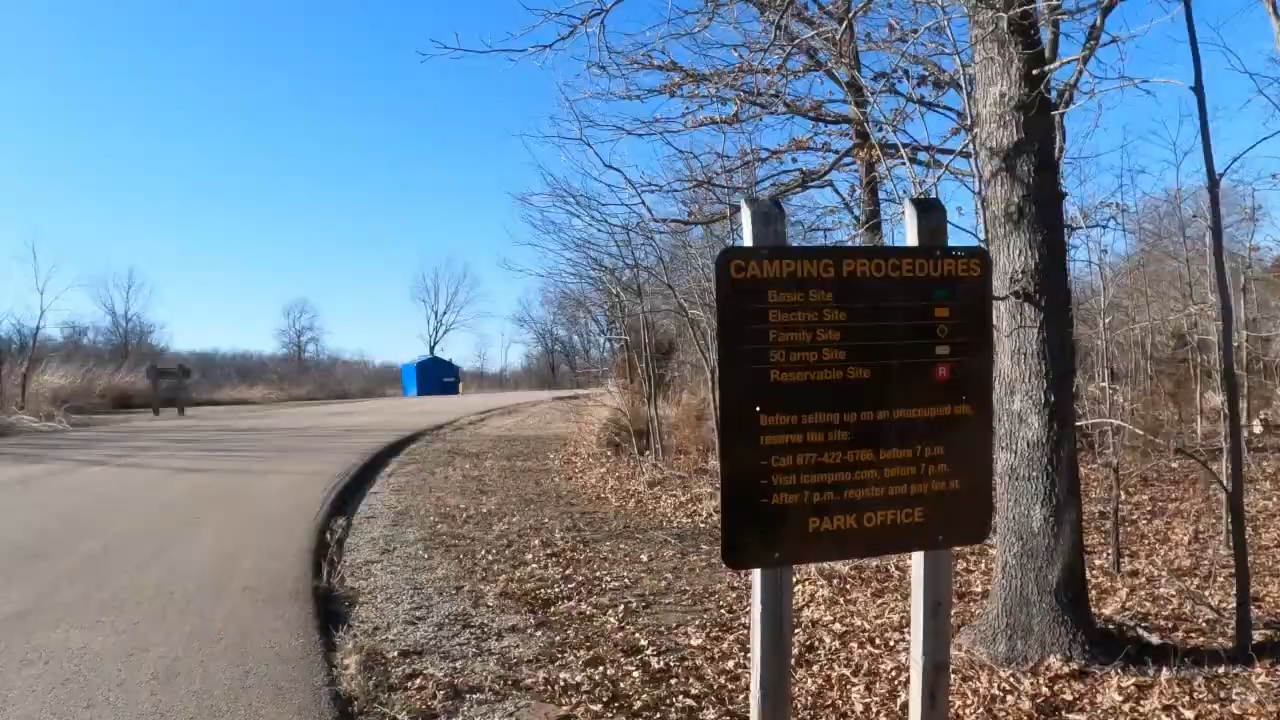 CAMPING PROCEDURES
Basic Site
Electric Site
Family Site
50 amp Site
Reservable Site R
Before setting up on an unoccupied site,
reserve the site:
– Call 877-422-6766, before 7 p.m.
– Visit icampmo.com, before 7 p.m.
– After 7 p.m., register and pay fee at
PARK OFFICE